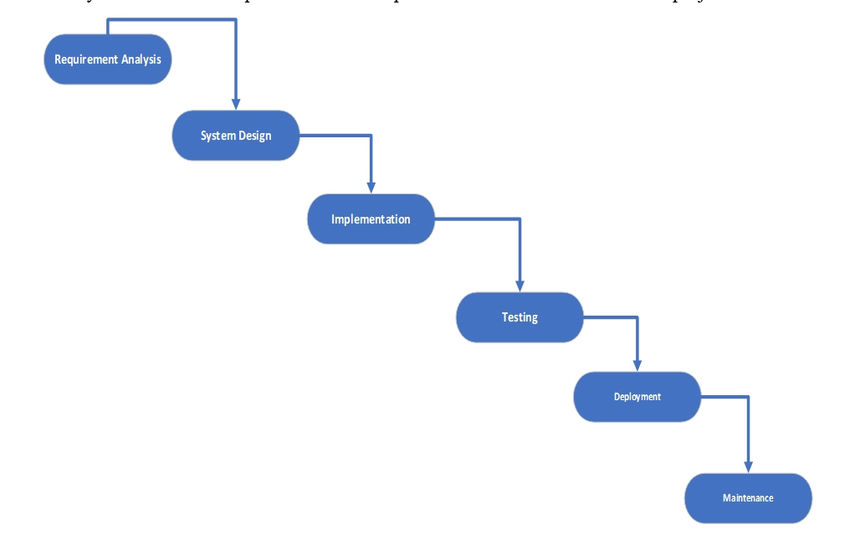 Requirement Analysis
System Design
Implementation
Testing
Deployment
Maintenance